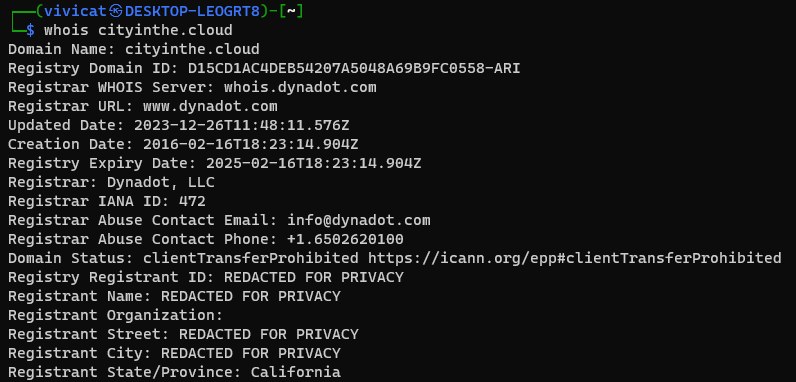 ┌──(vivicat㉿DESKTOP-LEOGRT8)-[~]
└─$ whois cityinthe.cloud
Domain Name: cityinthe.cloud
Registry Domain ID: D15CD1AC4DEB54207A5048A69B9FC0558-ARI
Registrar WHOIS Server: whois.dynadot.com
Registrar URL: www.dynadot.com
Updated Date: 2023-12-26T11:48:11.576Z
Creation Date: 2016-02-16T18:23:14.904Z
Registry Expiry Date: 2025-02-16T18:23:14.904Z
Registrar: Dynadot, LLC
Registrar IANA ID: 472
Registrar Abuse Contact Email: info@dynadot.com
Registrar Abuse Contact Phone: +1.6502620100
Domain Status: clientTransferProhibited https://icann.org/epp#clientTransferProhibited
Registry Registrant ID: REDACTED FOR PRIVACY
Registrant Name: REDACTED FOR PRIVACY
Registrant Organization:
Registrant Street: REDACTED FOR PRIVACY
Registrant City: REDACTED FOR PRIVACY
Registrant State/Province: California